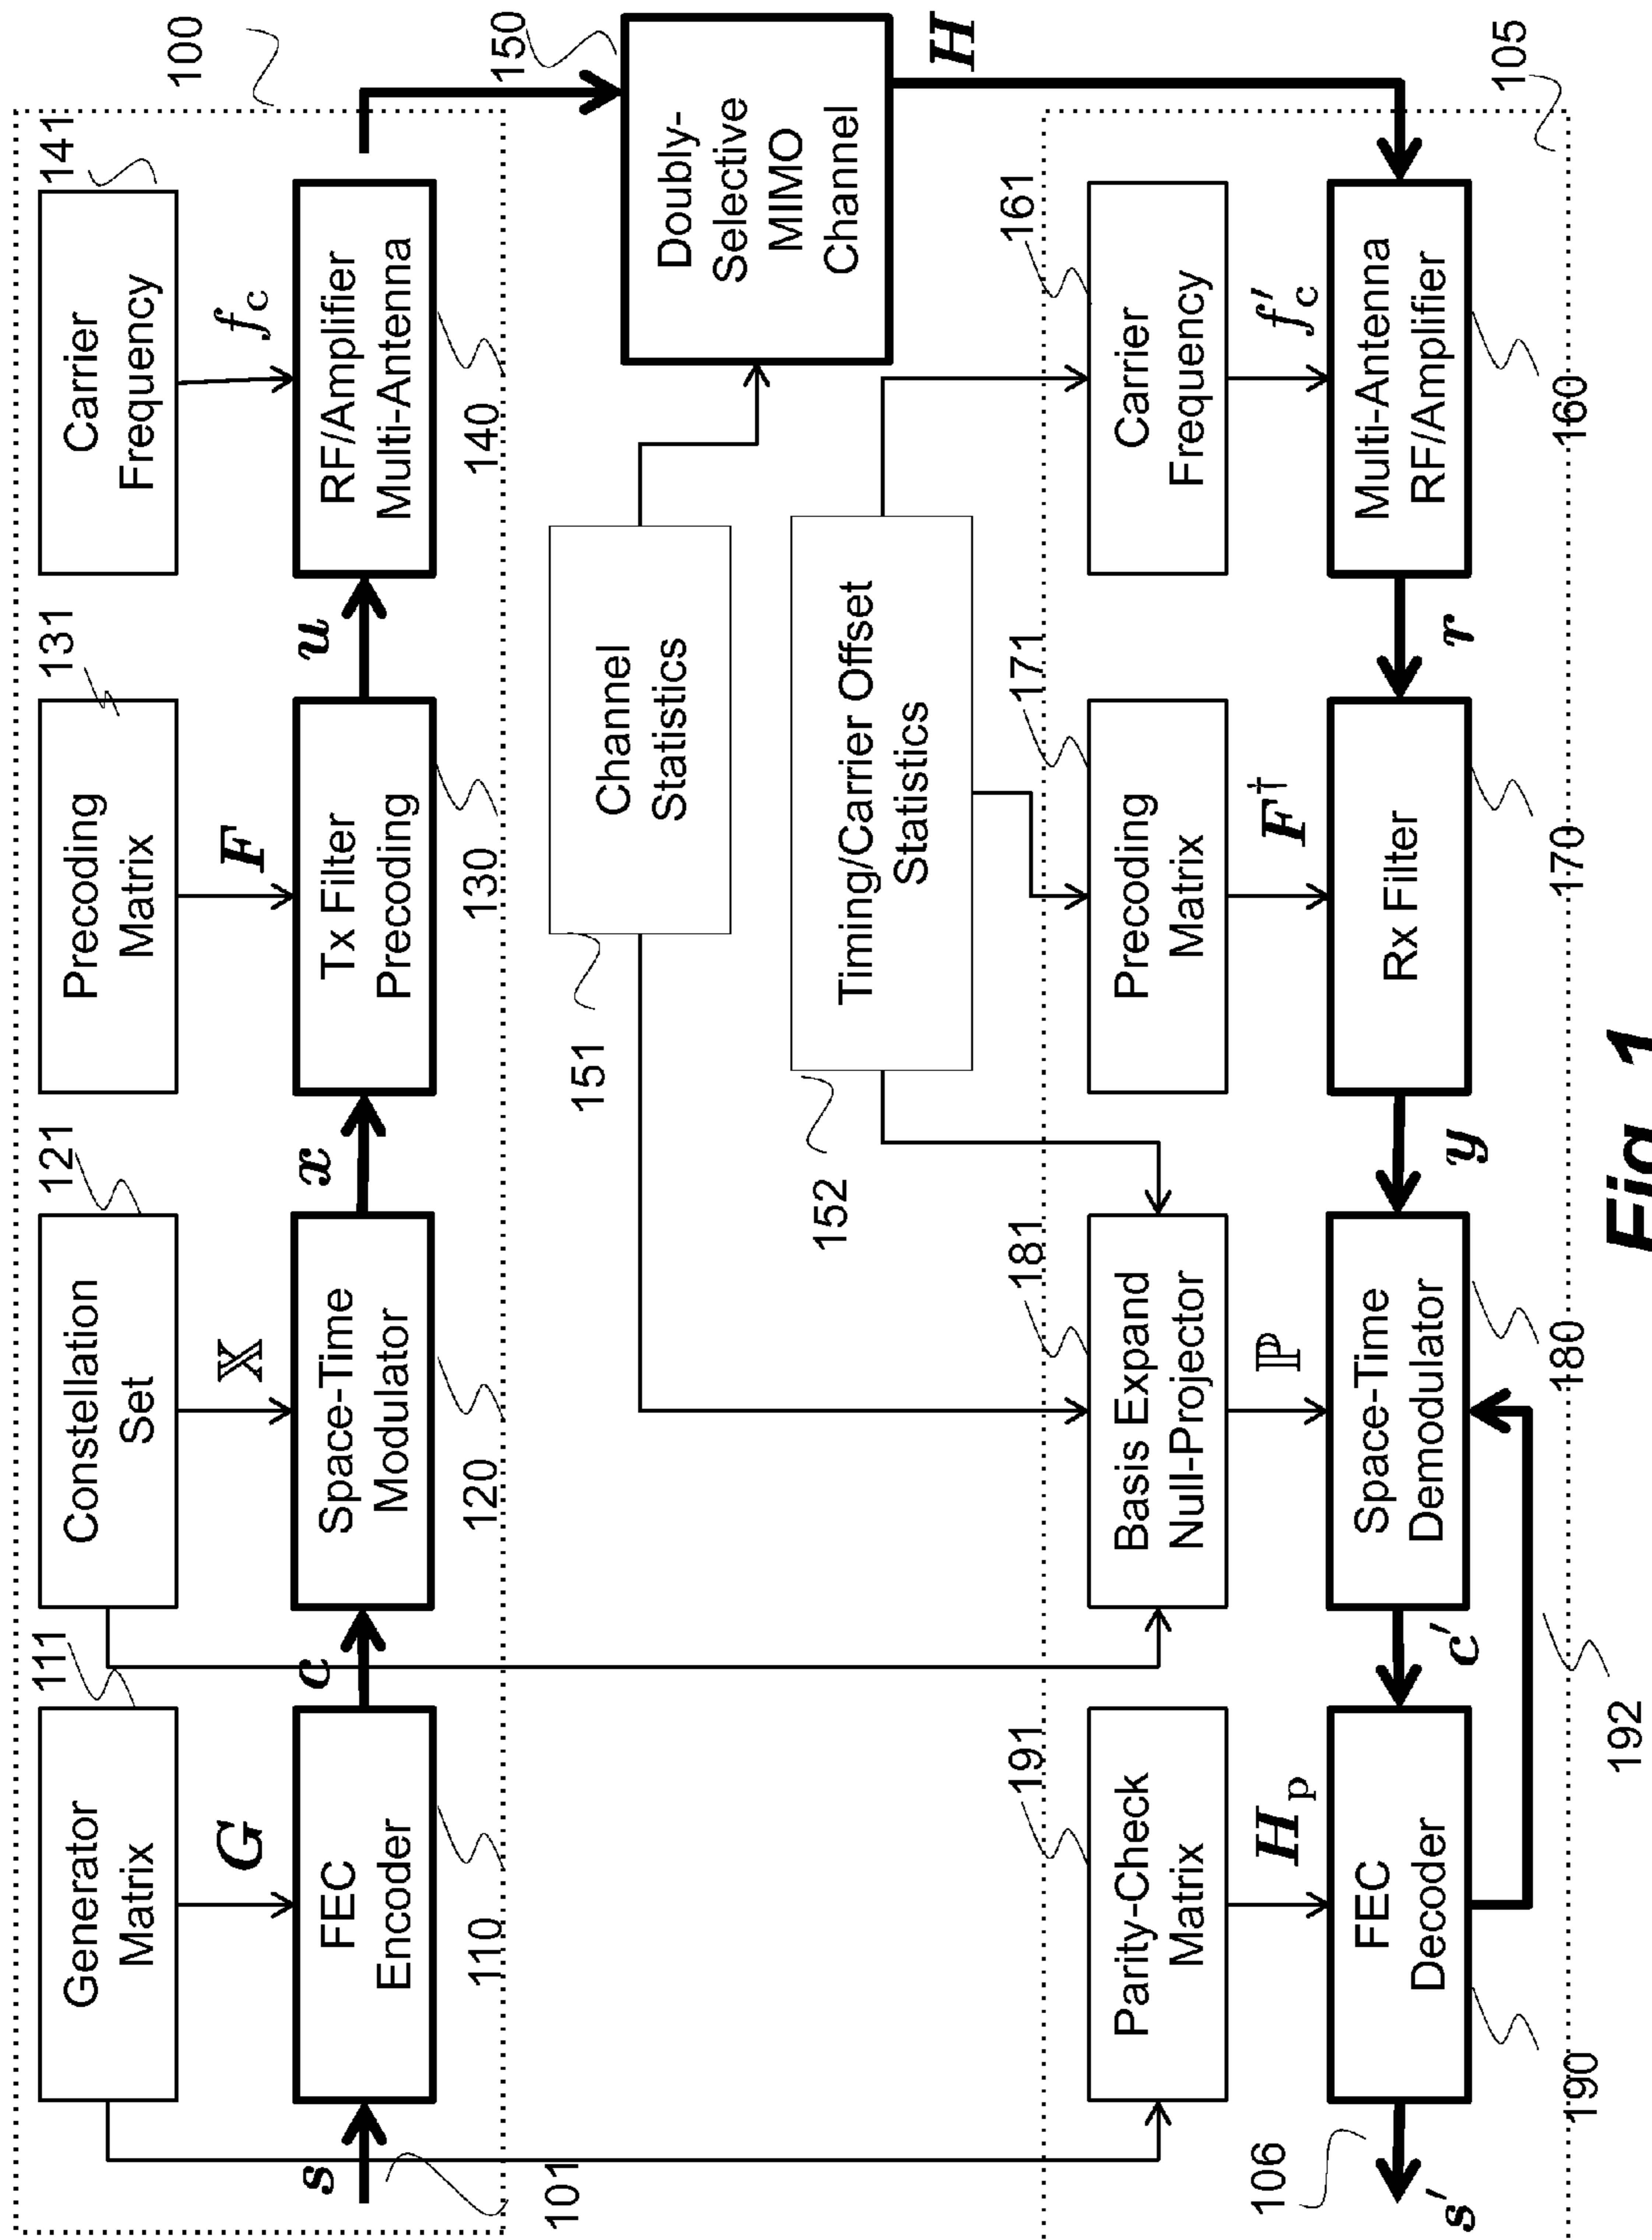 100
111
121
131
141
Generator
Matrix
Constellation
Set
Precoding
Matrix
Carrier
Frequency
G
𝕏
F
f_c
s
FEC
Encoder
c
Space-Time
Modulator
x
Tx Filter
Precoding
u
RF/Amplifier
Multi-Antenna
101
110
120
130
140
150
151
Channel
Statistics
Doubly-
Selective
MIMO
Channel
152
Timing/Carrier Offset
Statistics
H
191
181
171
161
Parity-Check
Matrix
Basis Expand
Null-Projector
Precoding
Matrix
Carrier
Frequency
H_p
ℙ
F†
f′_c
106
s′
FEC
Decoder
c′
Space-Time
Demodulator
y
Rx Filter
r
Multi-Antenna
RF/Amplifier
190
192
180
170
160
105
Fig. 1